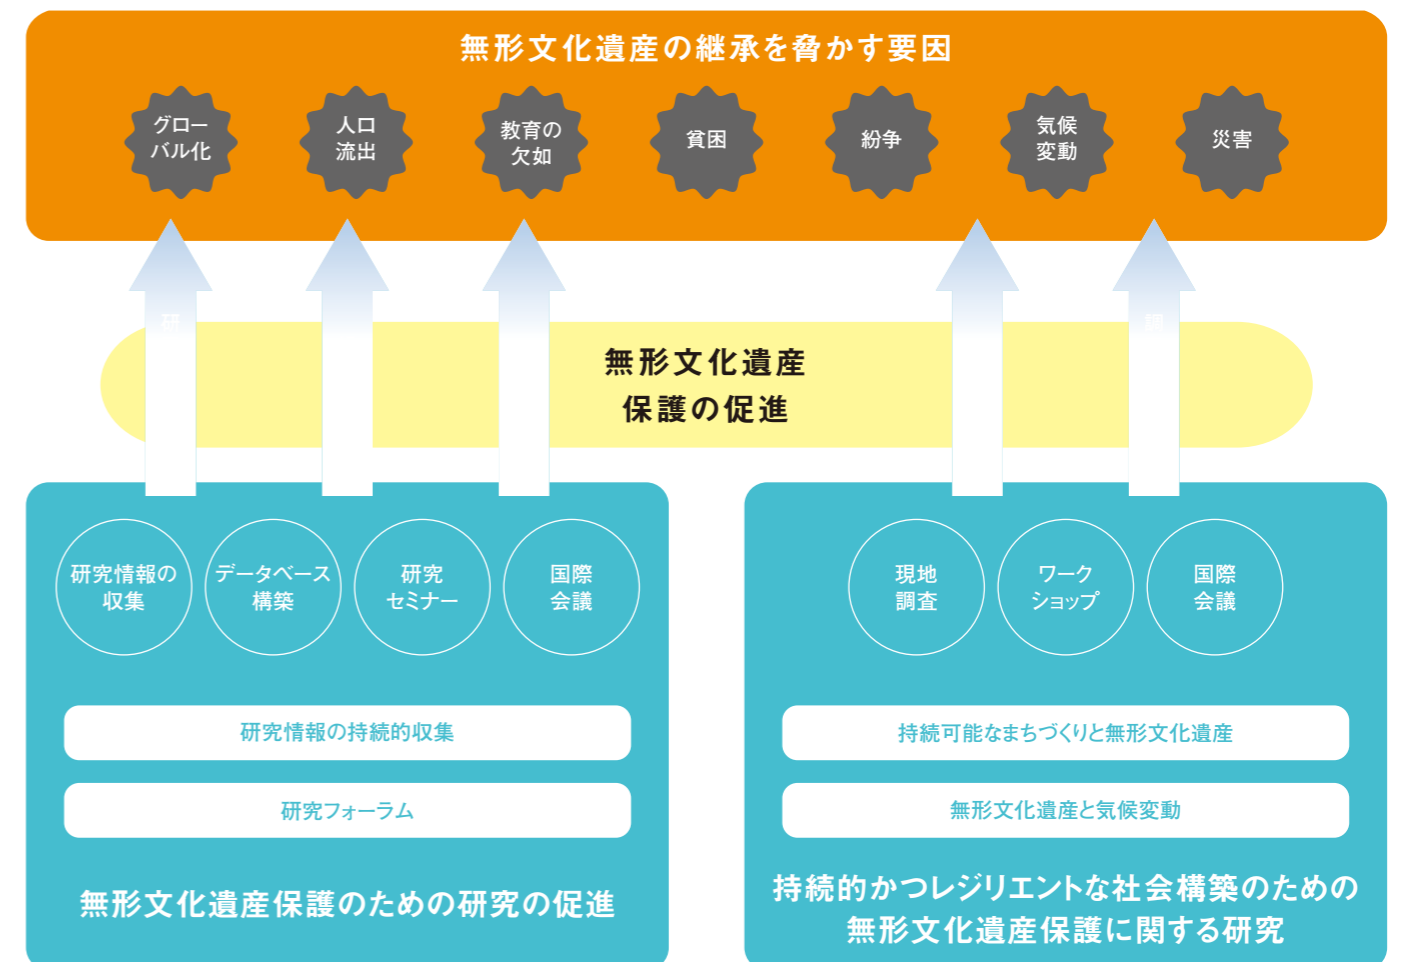 無形文化遺産の継承を脅かす要因
グロー
バル化
人口
流出
教育の
欠如
貧困
紛争
気候
変動
災害
研
調
無形文化遺産
保護の促進
研究情報の
収集
データベース
構築
研究
セミナー
国際
会議
研究情報の持続的収集
研究フォーラム
無形文化遺産保護のための研究の促進
現地
調査
ワーク
ショップ
国際
会議
持続可能なまちづくりと無形文化遺産
無形文化遺産と気候変動
持続的かつレジリエントな社会構築のための
無形文化遺産保護に関する研究